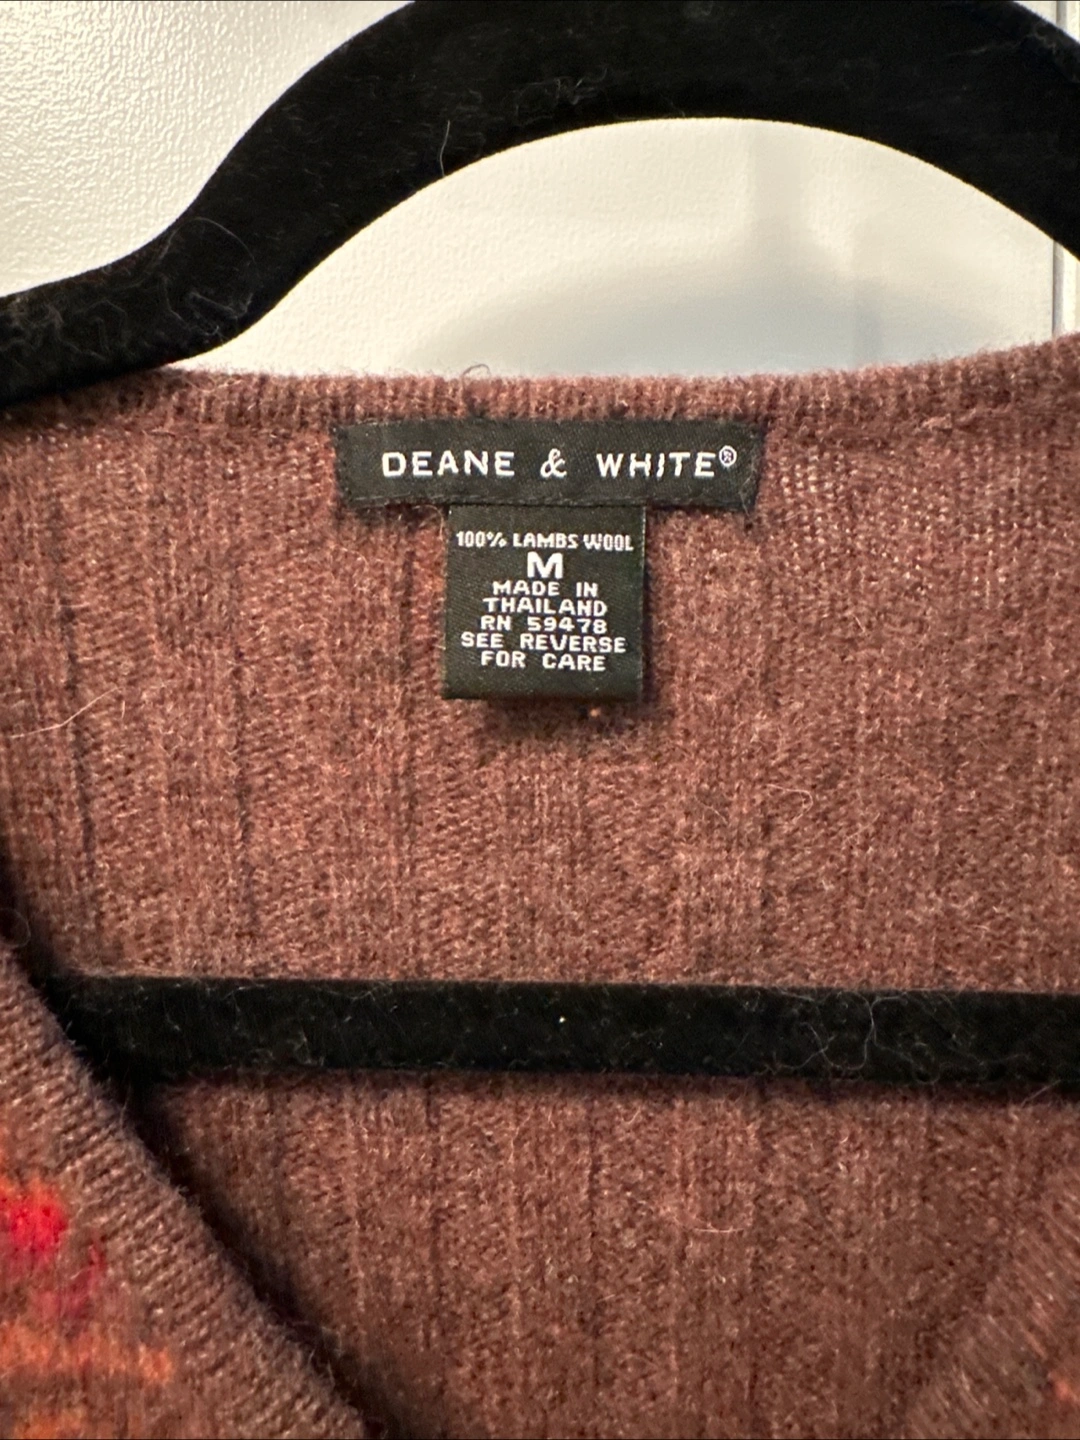 DEANE & WHITE®
100% LAMBS WOOL
M
MADE IN
THAILAND
RN 59478
SEE REVERSE
FOR CARE